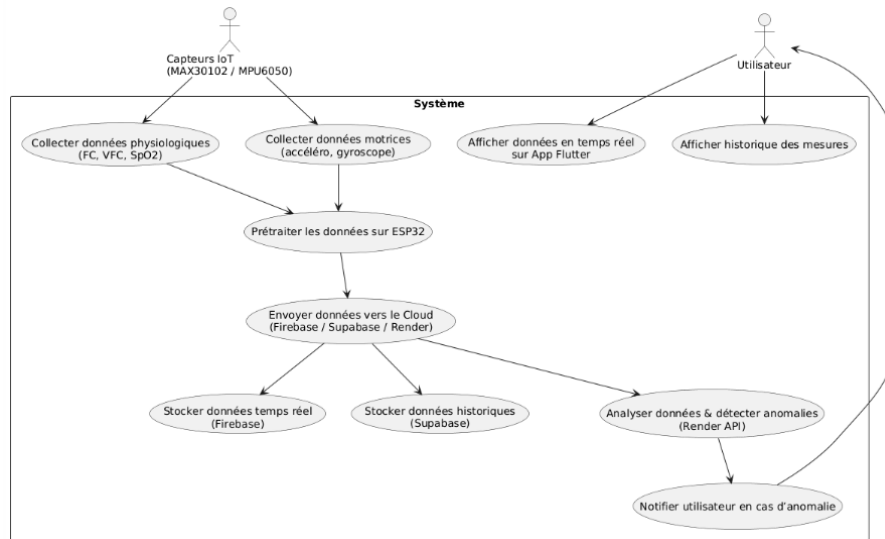 Capteurs IoT
(MAX30102 / MPU6050)
Utilisateur
Système
Collecter données physiologiques
(FC, VFC, SpO2)
Collecter données motrices
(accéléro, gyroscope)
Afficher données en temps réel
sur App Flutter
Afficher historique des mesures
Prétraiter les données sur ESP32
Envoyer données vers le Cloud
(Firebase / Supabase / Render)
Stocker données temps réel
(Firebase)
Stocker données historiques
(Supabase)
Analyser données & détecter anomalies
(Render API)
Notifier utilisateur en cas d'anomalie